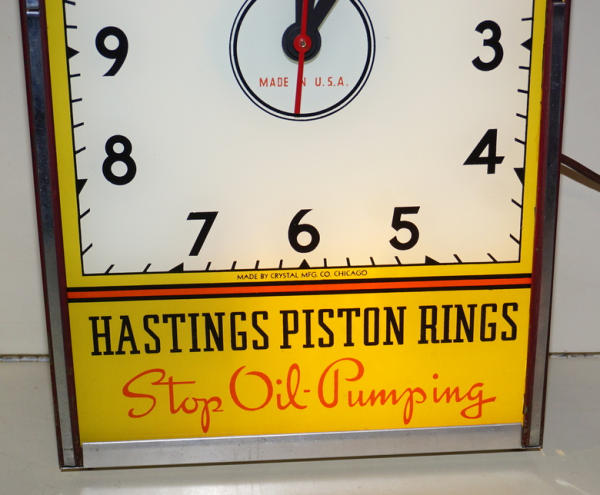 9 3
MADE IN U.S.A.
8 4
7 6 5
MADE BY CRYSTAL MFG. CO. CHICAGO
HASTINGS PISTON RINGS
Stop Oil-Pumping